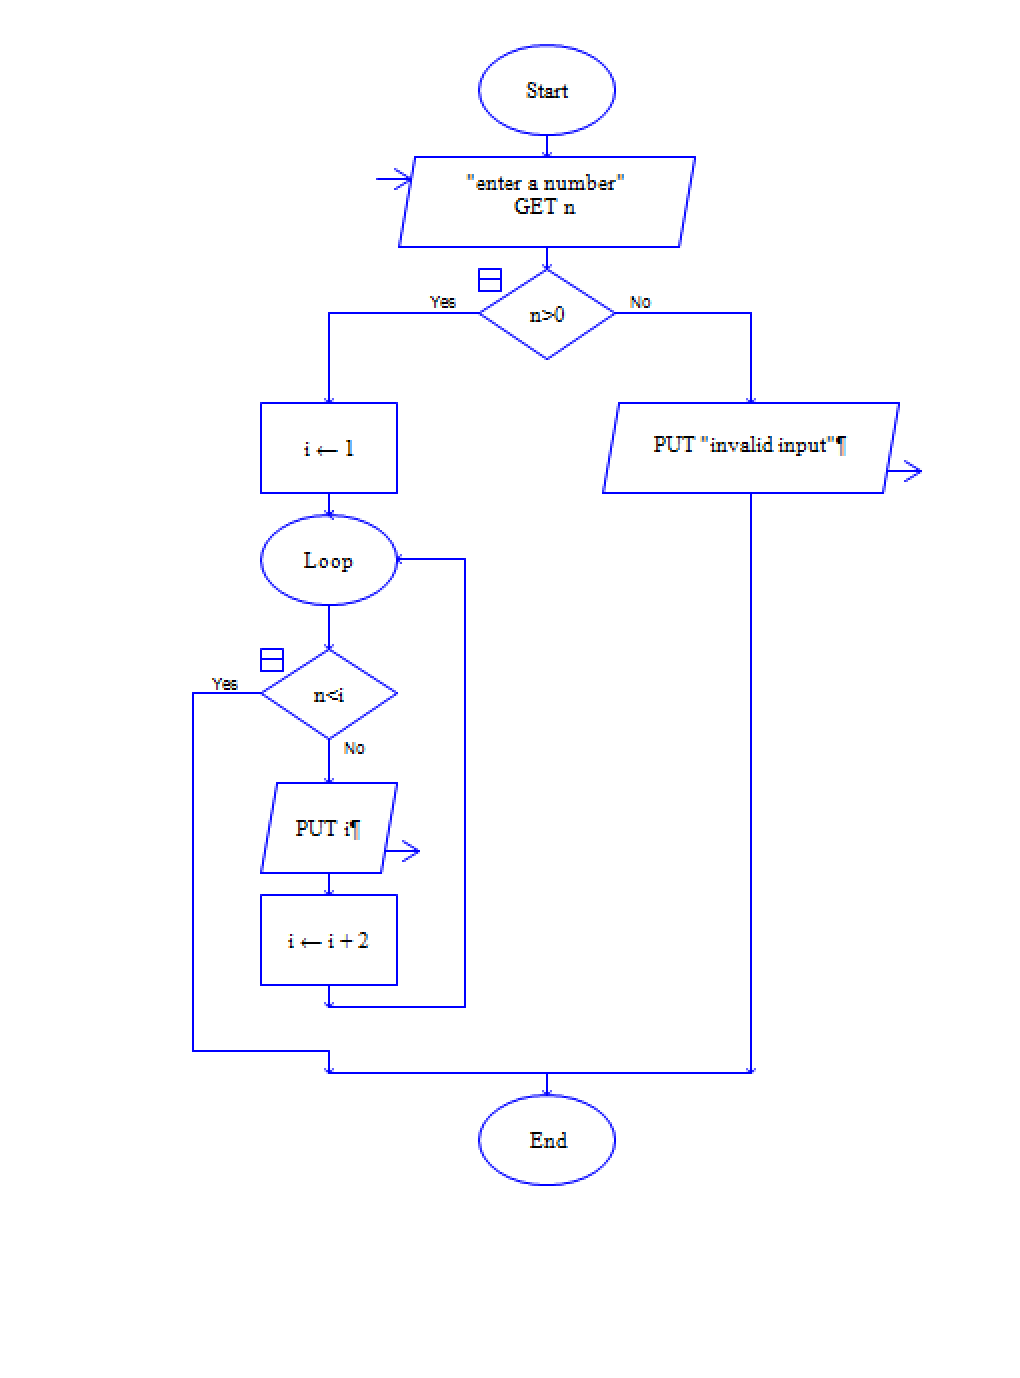 Start
"enter a number"
GET n
Yes
n>0
No
i ← 1
PUT "invalid input"¶
Loop
Yes
n<i
No
PUT i¶
i ← i + 2
End